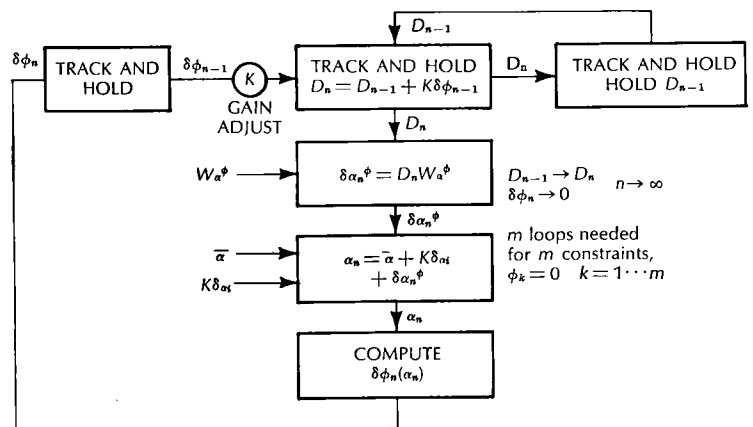 D_{n−1}
δϕ_n
TRACK AND
HOLD
δϕ_{n−1}
K
GAIN
ADJUST
TRACK AND HOLD
D_n = D_{n−1} + Kδϕ_{n−1}
D_n
TRACK AND HOLD
HOLD D_{n−1}
D_n
W_α^ϕ
δα_n^ϕ = D_n W_α^ϕ
D_{n−1} → D_n
δϕ_n → 0
n → ∞
δα_n^ϕ
α̅
Kδ_{αi}
α_n = α̅ + Kδ_{αi}
+ δα_n^ϕ
m loops needed
for m constraints,
ϕ_k = 0 k = 1 ⋯ m
α_n
COMPUTE
δϕ_n(α_n)